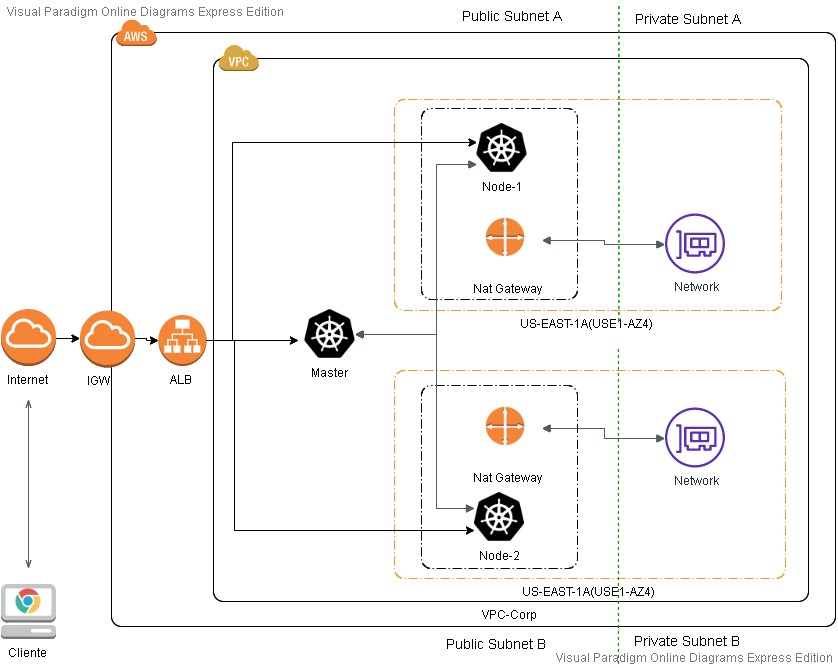 Visual Paradigm Online Diagrams Express Edition
Public Subnet A
Private Subnet A
AWS
VPC
Node-1
Nat Gateway
Network
US-EAST-1A(USE1-AZ4)
Internet
IGW
ALB
Master
Nat Gateway
Network
Node-2
US-EAST-1A(USE1-AZ4)
VPC-Corp
Cliente
Public Subnet B
Private Subnet B
Visual Paradigm Online Diagrams Express Edition